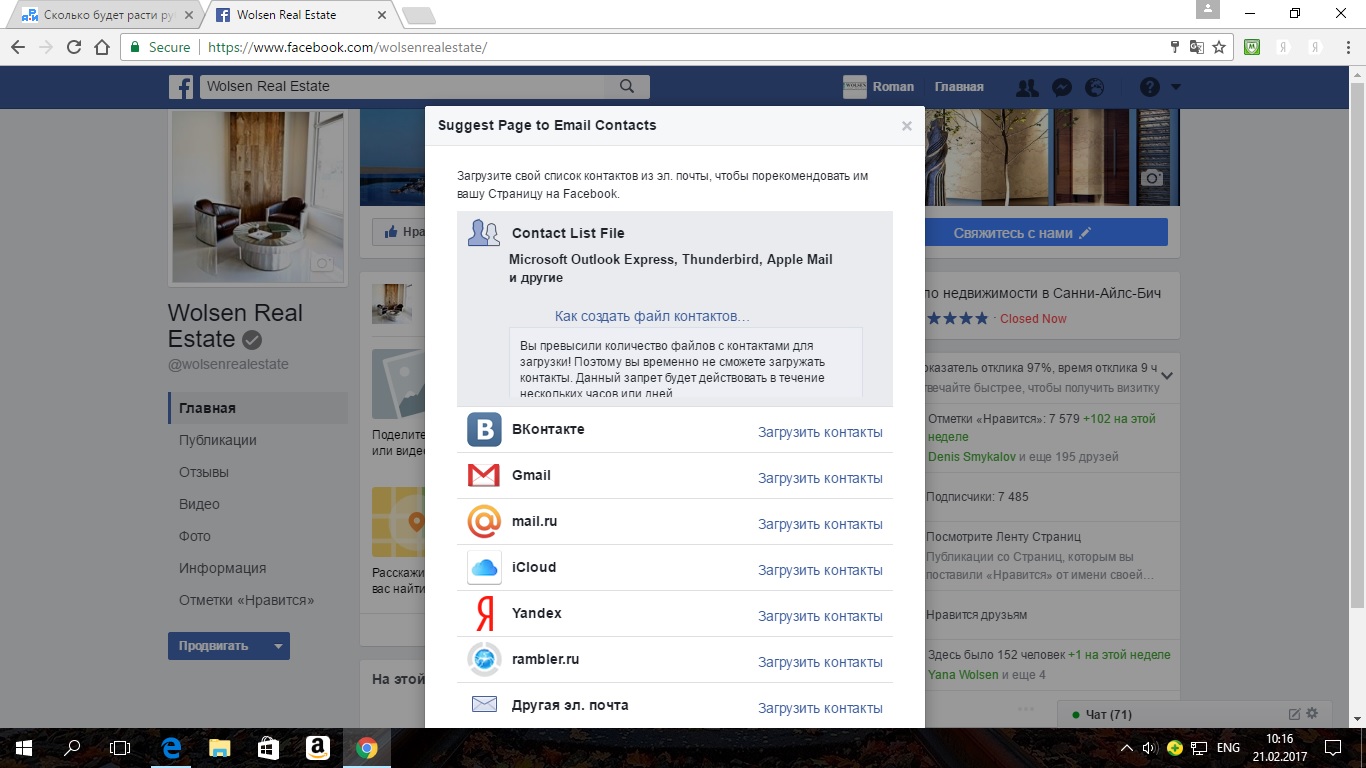 Сколько будет расти ру
Wolsen Real Estate
Secure
https://www.facebook.com/wolsenrealestate/
Wolsen Real Estate
Roman
Главная
Suggest Page to Email Contacts
Загрузите свой список контактов из эл. почты, чтобы порекомендовать им
вашу Страницу на Facebook.
Contact List File
Microsoft Outlook Express, Thunderbird, Apple Mail
и другие
Как создать файл контактов…
Вы превысили количество файлов с контактами для
загрузки! Поэтому вы временно не сможете загружать
контакты. Данный запрет будет действовать в течение
нескольких часов или дней
ВКонтакте
Загрузить контакты
Gmail
Загрузить контакты
mail.ru
Загрузить контакты
iCloud
Загрузить контакты
Yandex
Загрузить контакты
rambler.ru
Загрузить контакты
Другая эл. почта
Загрузить контакты
Wolsen Real
Estate
@wolsenrealestate
Главная
Публикации
Отзывы
Видео
Фото
Информация
Отметки «Нравится»
Продвигать
Нра
Поделите
или видео
Расскажи
вас найти
На этой
Свяжитесь с нами
по недвижимости в Санни-Айлс-Бич
· Closed Now
оказатель отклика 97%, время отклика 9 ч
твечайте быстрее, чтобы получить визитку
Отметки «Нравится»: 7 579 +102 на этой
неделе
Denis Smykalov и еще 195 друзей
Подписчики: 7 485
Посмотрите Ленту Страниц
Публикации со Страниц, которым вы
поставили «Нравится» от имени своей…
Нравится друзьям
Здесь было 152 человек +1 на этой неделе
Yana Wolsen и еще 4
Чат (71)
ENG
10:16
21.02.2017